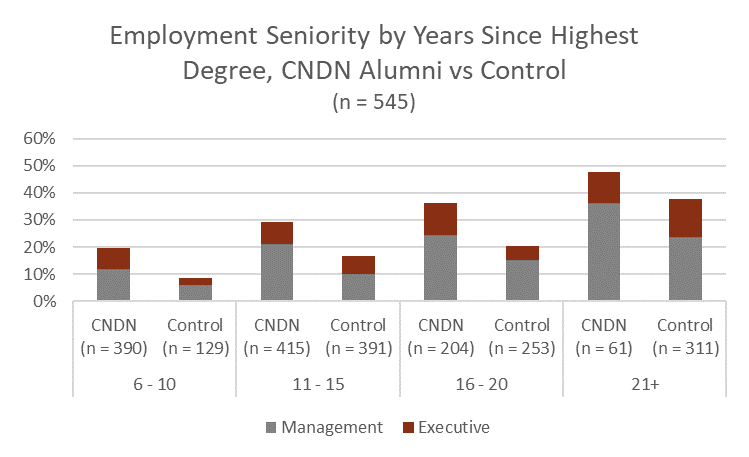 Employment Seniority by Years Since Highest
Degree, CNDN Alumni vs Control
(n = 545)
60%
50%
40%
30%
20%
10%
0%
CNDN Control CNDN Control CNDN Control CNDN Control
(n = 390) (n = 129) (n = 415) (n = 391) (n = 204) (n = 253) (n = 61) (n = 311)
6 - 10 11 - 15 16 - 20 21+
Management Executive